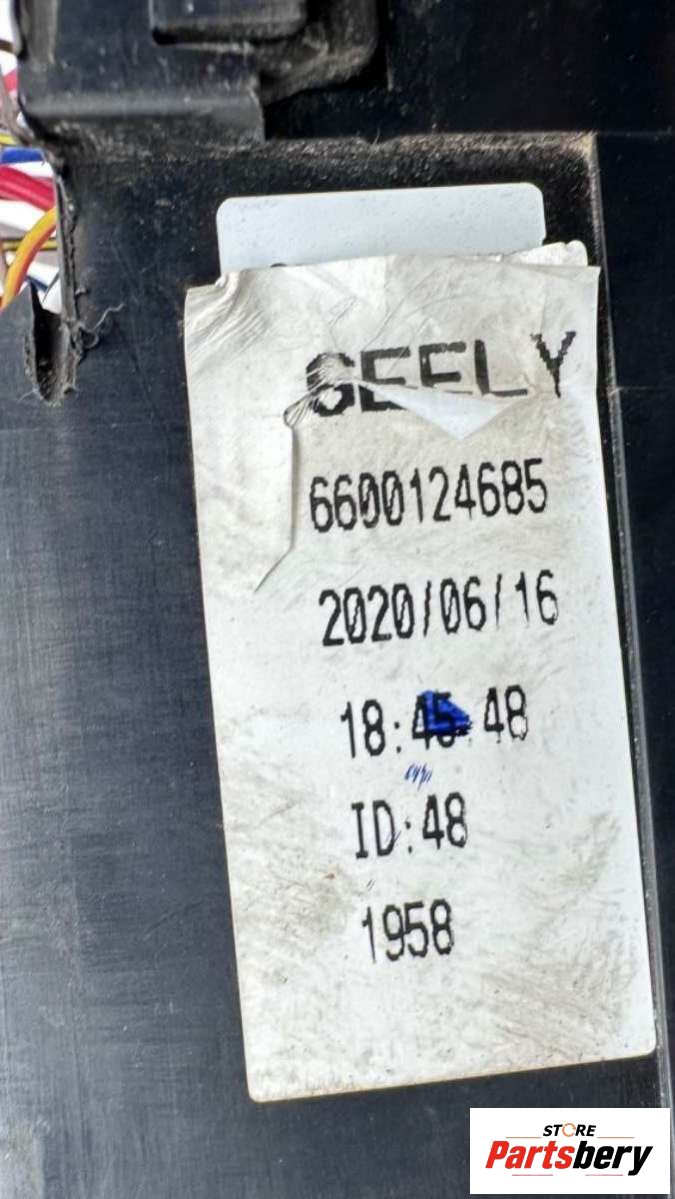 GEELY
6600124685
2020/06/16
18:45:48
ID:48
1958
STORE
Partsbery